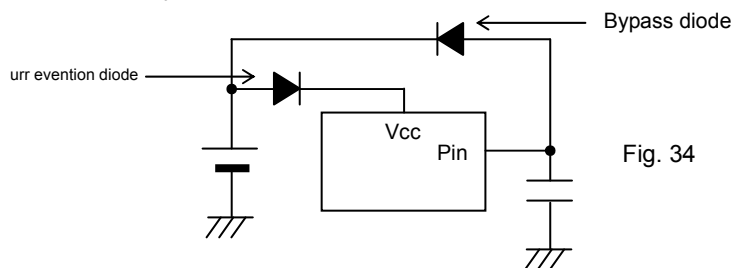 Bypass diode
urr evention diode
Vcc
Pin
Fig. 34